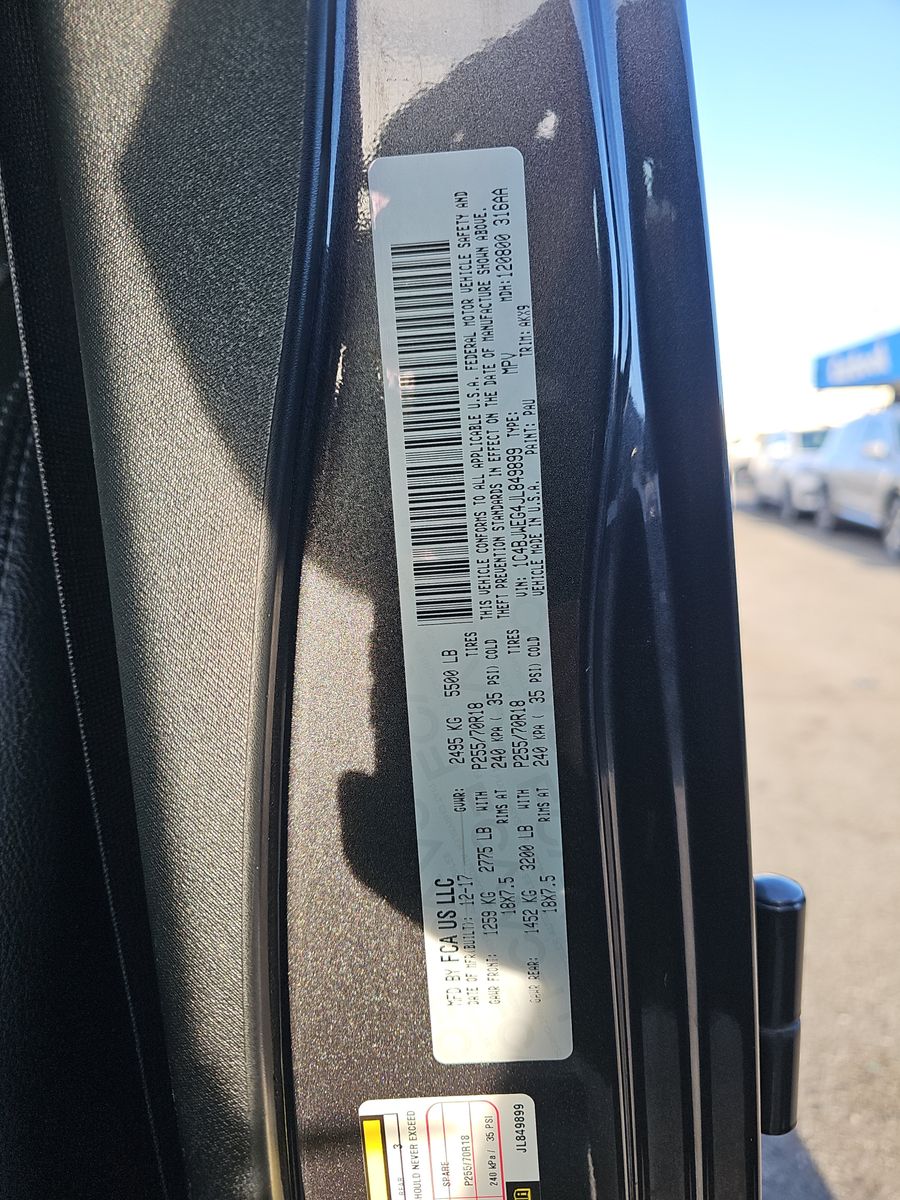 MFD BY FCA US LLC
DATE OF MFR(BUILT): 12-17 GVWR: 2495 KG 5500 LB
GAWR FRONT: 1259 KG 2775 LB WITH P255/70R18 TIRES
18X7.5 RIMS AT 240 KPA ( 35 PSI) COLD
GAWR REAR: 1452 KG 3200 LB WITH P255/70R18 TIRES
18X7.5 RIMS AT 240 KPA ( 35 PSI) COLD
THIS VEHICLE CONFORMS TO ALL APPLICABLE U.S.A. FEDERAL MOTOR VEHICLE SAFETY AND
THEFT PREVENTION STANDARDS IN EFFECT ON THE DATE OF MANUFACTURE SHOWN ABOVE.
VIN: 1C4BJWEG4JL849899 TYPE: MPV MDH:120800 316AA
VEHICLE MADE IN U.S.A. PAINT: PAU TRIM: AKX9
REAR 3
SHOULD NEVER EXCEED
SPARE
P255/70R18
240 kPa / 35 PSI
JL849899